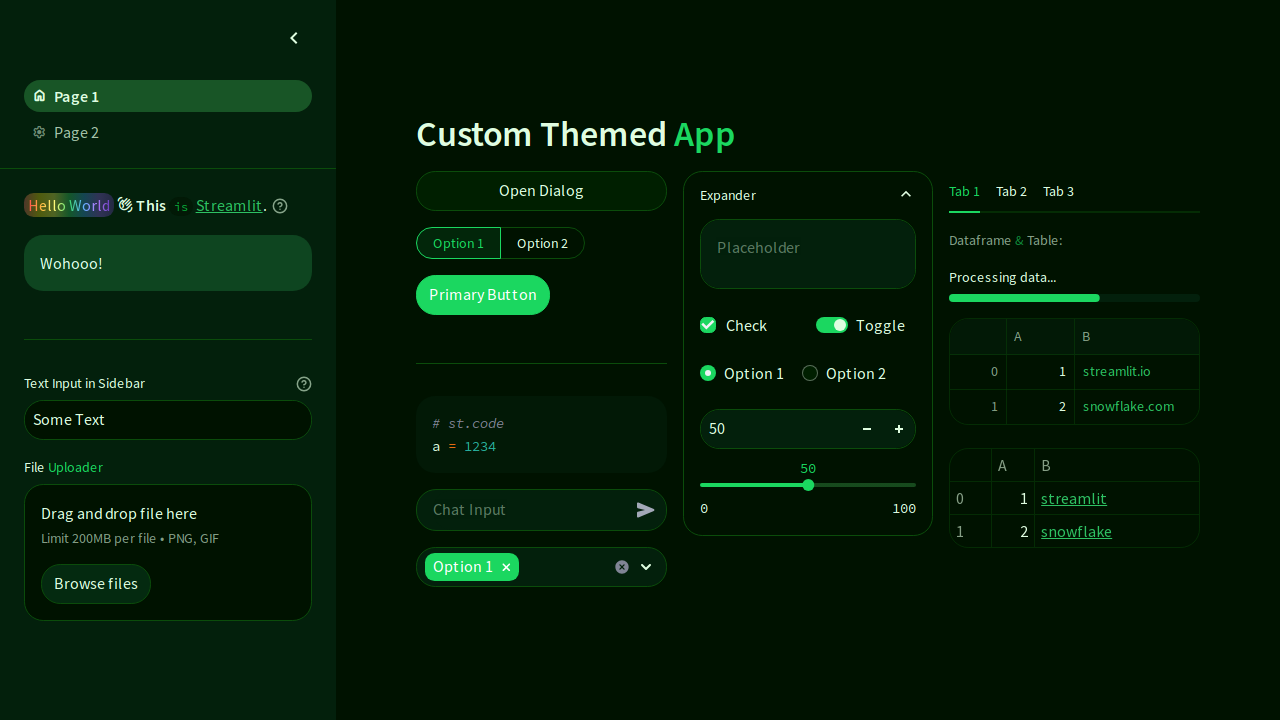 Page 1
Page 2
Hello World 👋 This is Streamlit.
Wohooo!
Text Input in Sidebar
Some Text
File Uploader
Drag and drop file here
Limit 200MB per file • PNG, GIF
Browse files
Custom Themed App
Open Dialog
Option 1 Option 2
Primary Button
# st.code
a = 1234
Chat Input
Option 1
Expander
Placeholder
Check Toggle
Option 1 Option 2
50
50
0 100
Tab 1 Tab 2 Tab 3
Dataframe & Table:
Processing data...
A B
0 1 streamlit.io
1 2 snowflake.com
A B
0 1 streamlit
1 2 snowflake